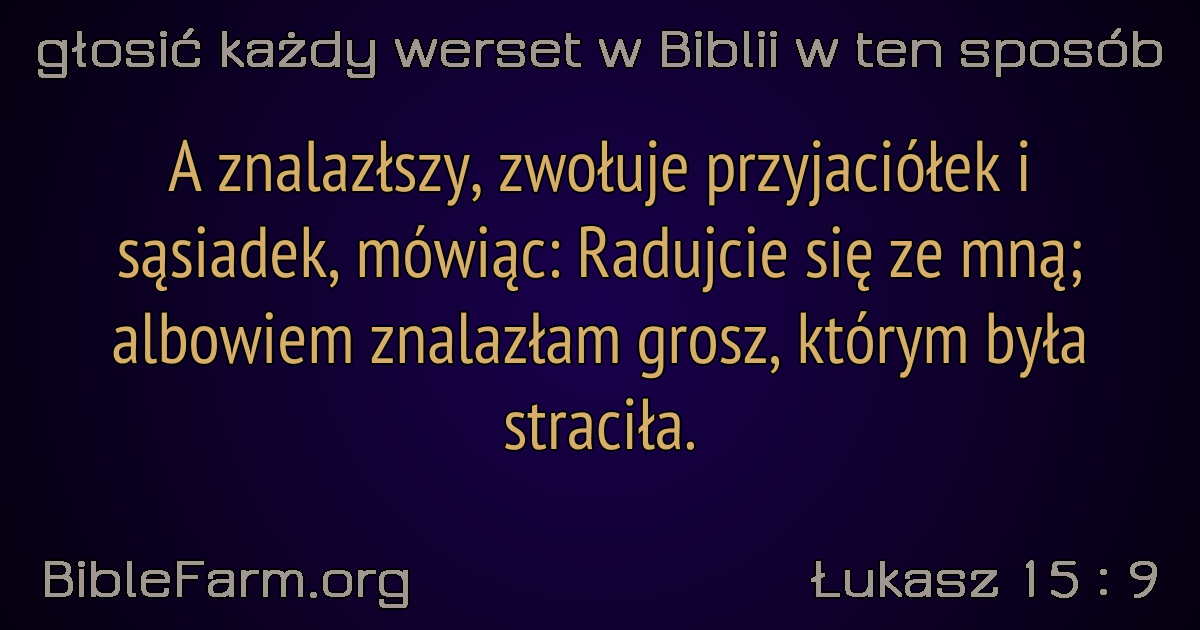 głosić każdy werset w Biblii w ten sposób
A znalazłszy, zwołuje przyjaciółek i
sąsiadek, mówiąc: Radujcie się ze mną;
albowiem znalazłam grosz, którym była
straciła.
BibleFarm.org
Łukasz 15 : 9